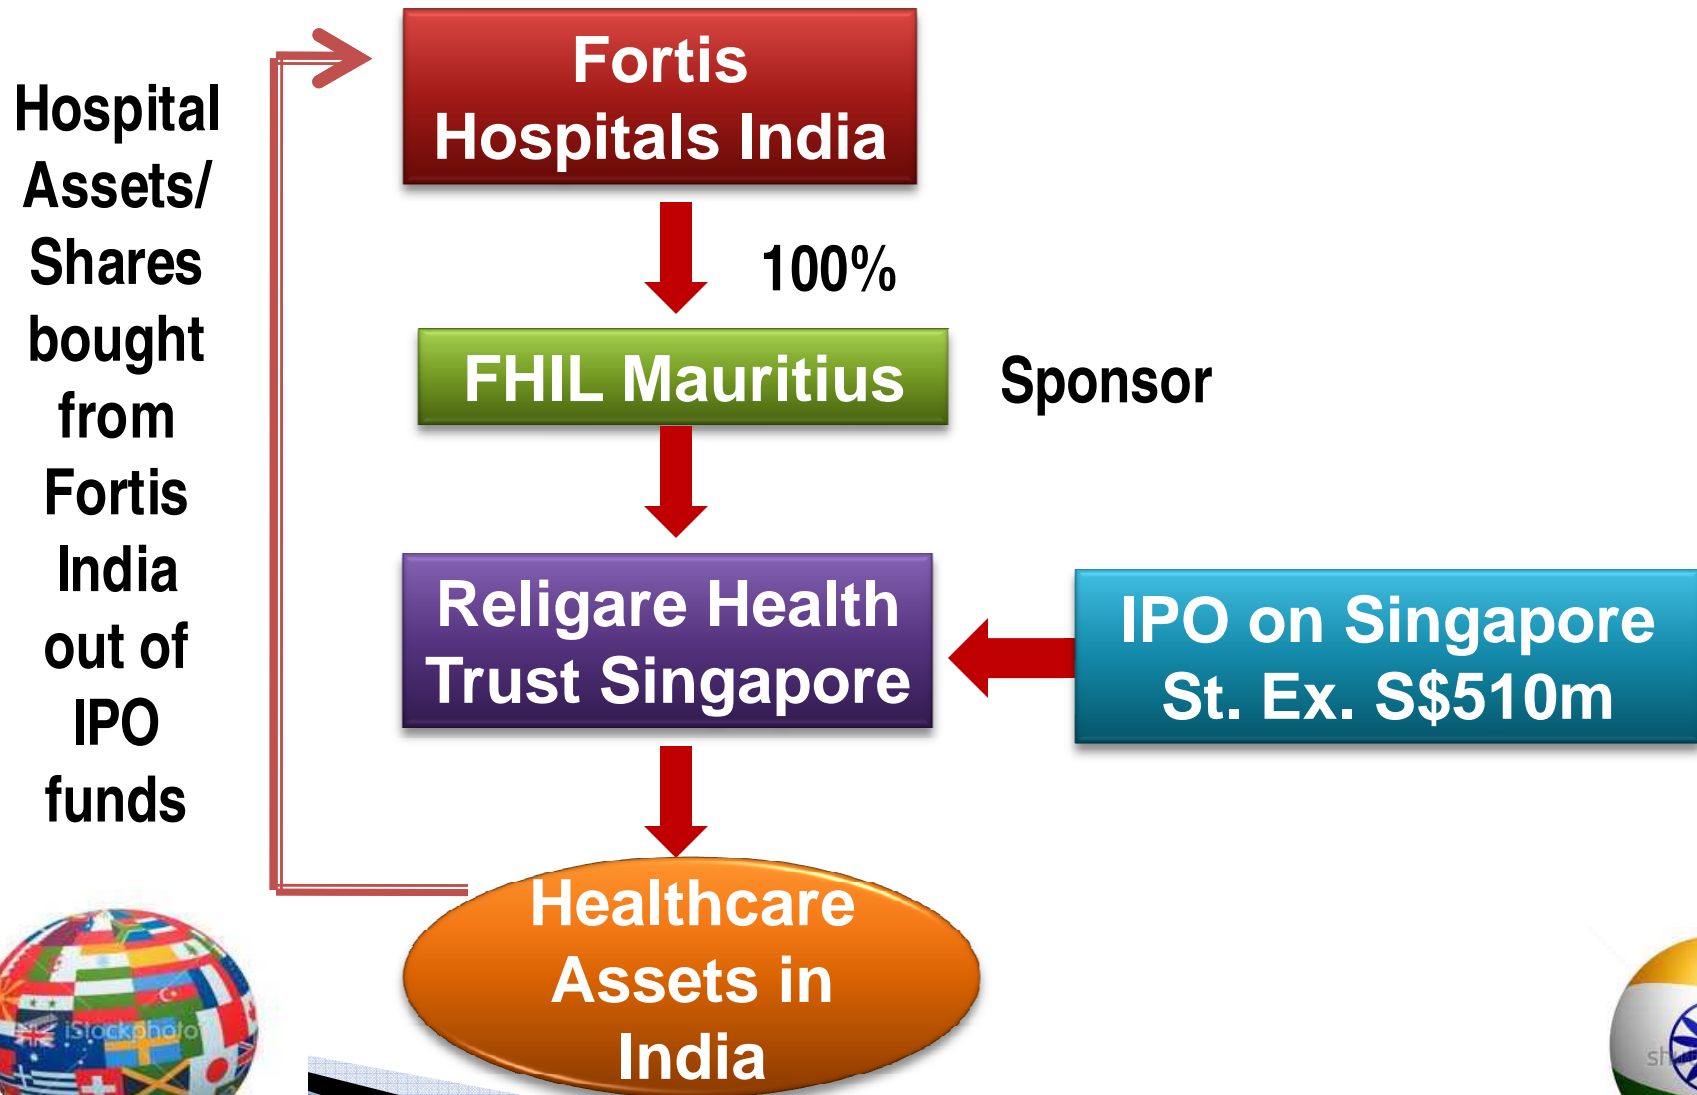 Hospital
Assets/
Shares
bought
from
Fortis
India
out of
IPO
funds
Fortis
Hospitals India
100%
FHIL Mauritius
Sponsor
Religare Health
Trust Singapore
IPO on Singapore
St. Ex. S$510m
Healthcare
Assets in
India
iStockphoto